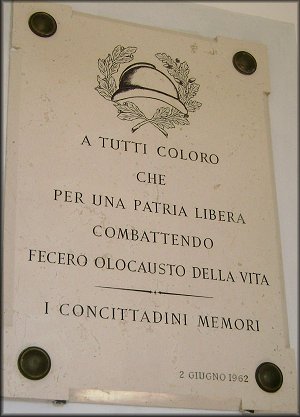 A TUTTI COLORO
CHE
PER UNA PATRIA LIBERA
COMBATTENDO
FECERO OLOCAUSTO DELLA VITA
I CONCITTADINI MEMORI
2 GIUGNO 1962